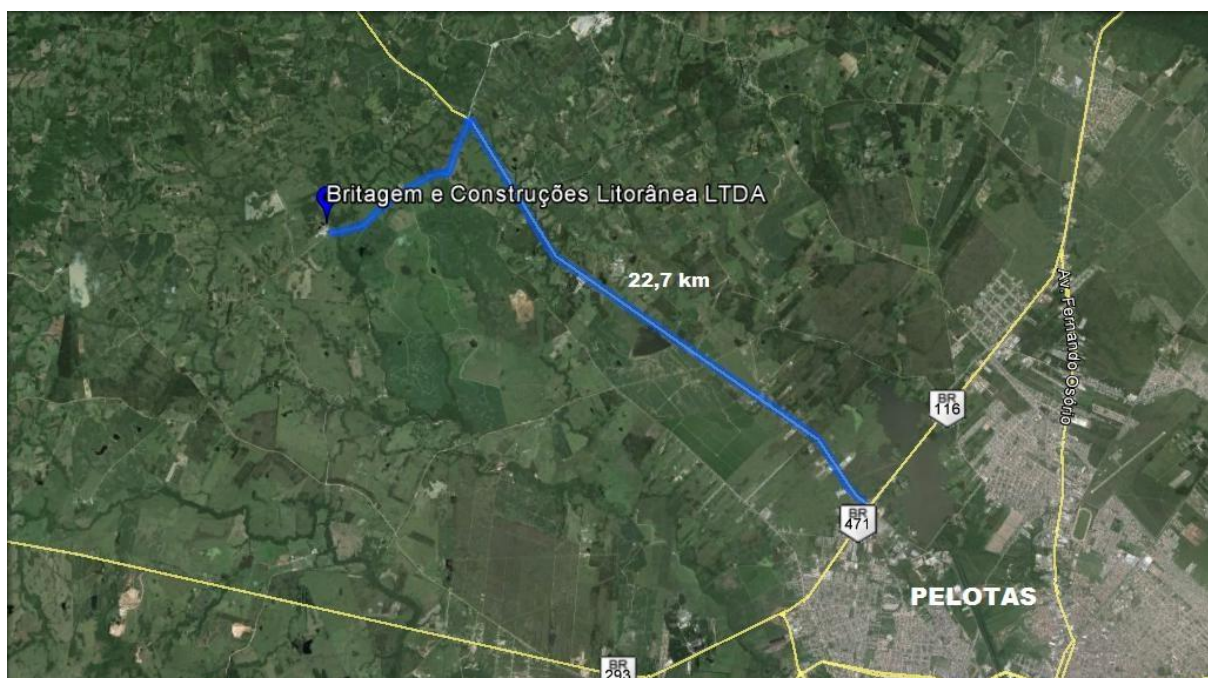 Britagem e Construções Litorânea LTDA
22,7 km
Av. Fernando Osório
BR
116
BR
471
PELOTAS
BR
293